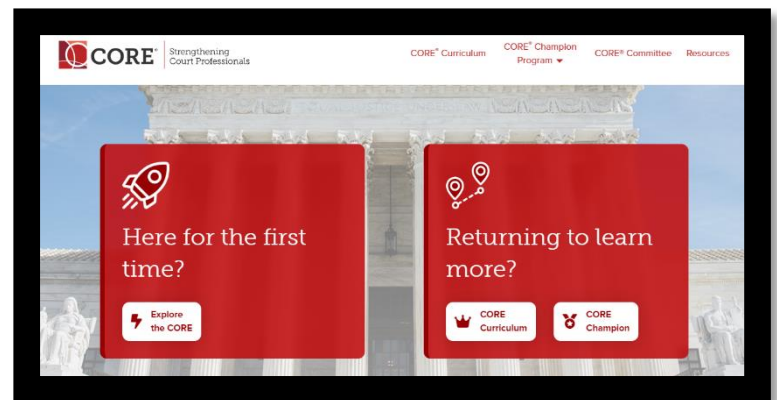 CORE®
Strengthening
Court Professionals
CORE® Curriculum
CORE® Champion
Program
CORE® Committee
Resources
Here for the first
time?
Explore
the CORE
Returning to learn
more?
CORE
Curriculum
CORE
Champion